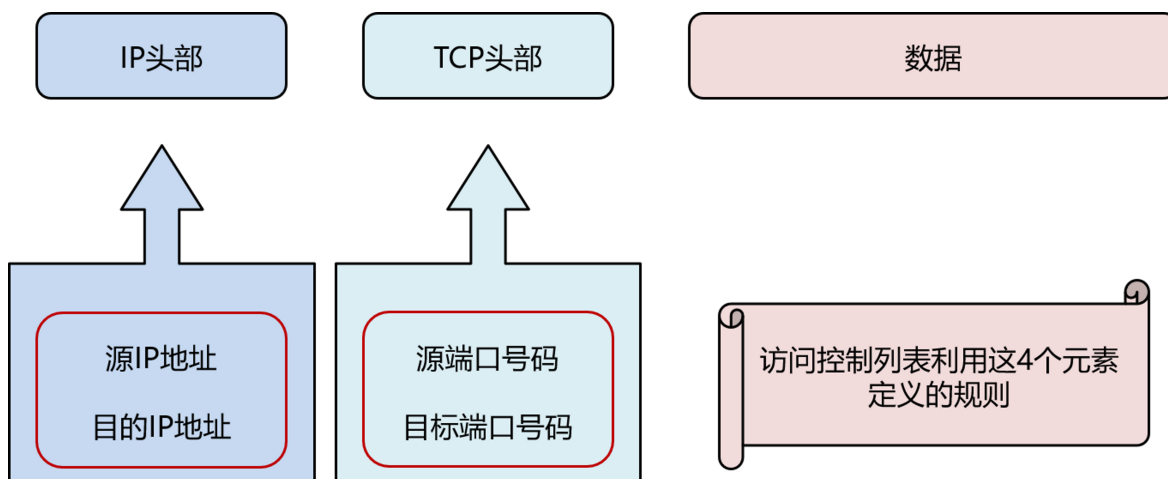 IP头部
TCP头部
数据
源IP地址
目的IP地址
源端口号码
目标端口号码
访问控制列表利用这4个元素
定义的规则